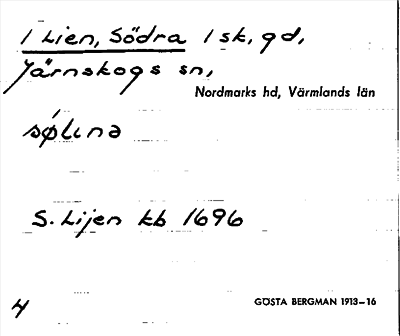 1 Lien, Södra 1 sk, gd,
Järnskogs sn,
Nordmarks hd, Värmlands län
S. Lijen kb 1696
4
GÖSTA BERGMAN 1913–16